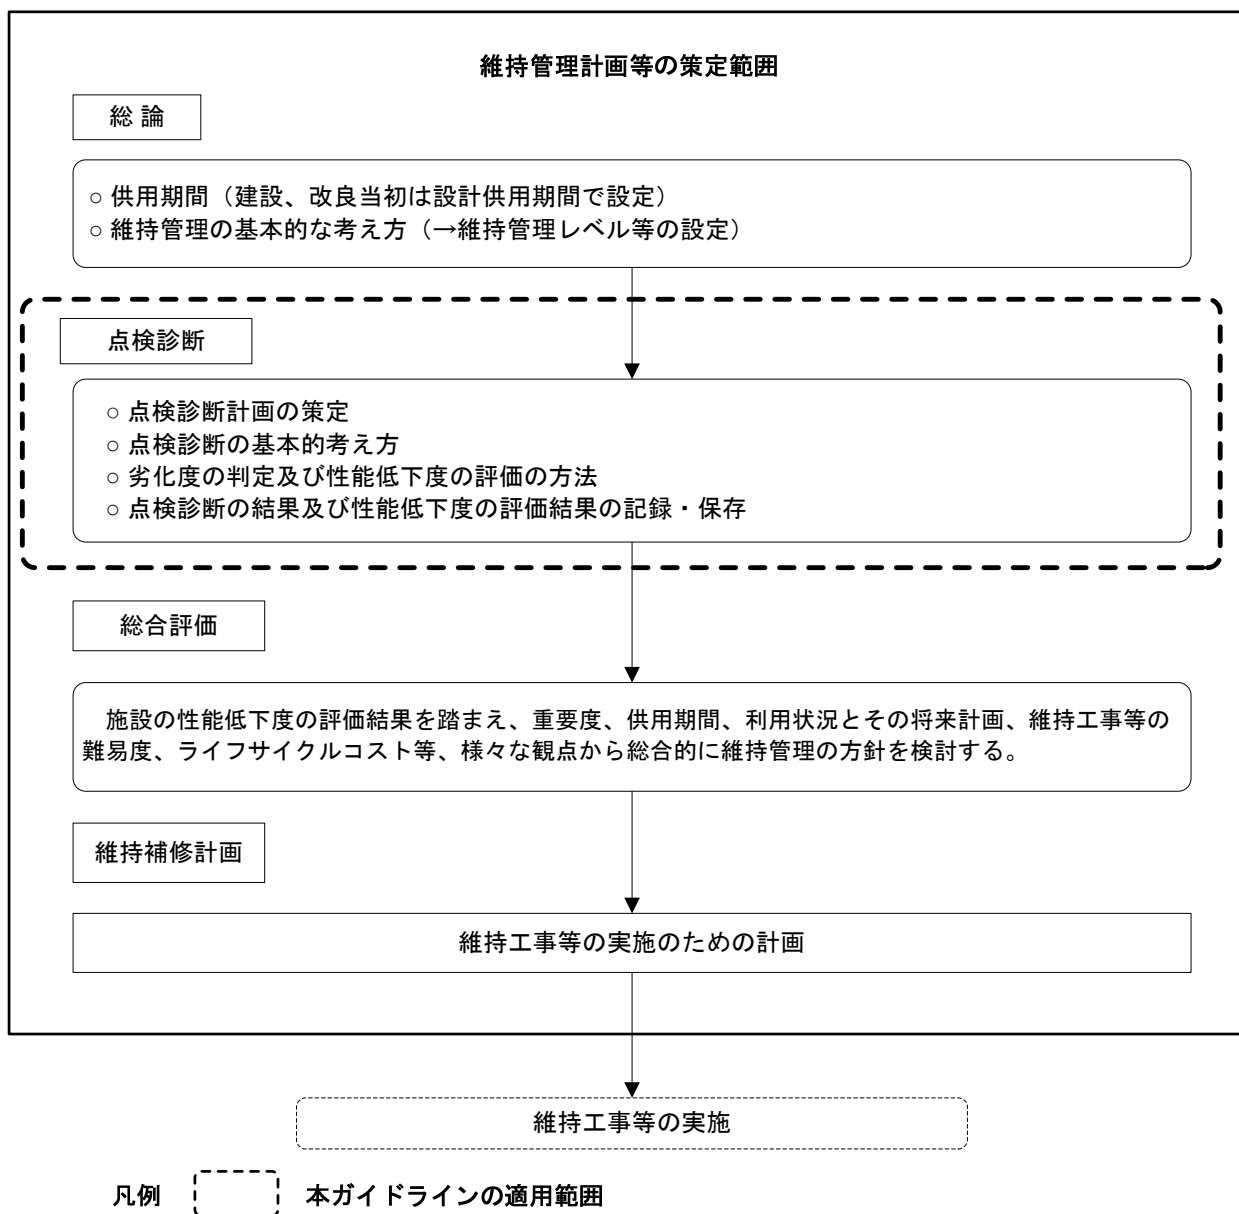 維持管理計画等の策定範囲
総 論
○ 供用期間（建設、改良当初は設計供用期間で設定）
○ 維持管理の基本的な考え方（→維持管理レベル等の設定）
点検診断
○ 点検診断計画の策定
○ 点検診断の基本的考え方
○ 劣化度の判定及び性能低下度の評価の方法
○ 点検診断の結果及び性能低下度の評価結果の記録・保存
総合評価
施設の性能低下度の評価結果を踏まえ、重要度、供用期間、利用状況とその将来計画、維持工事等の
難易度、ライフサイクルコスト等、様々な観点から総合的に維持管理の方針を検討する。
維持補修計画
維持工事等の実施のための計画
維持工事等の実施
凡例 本ガイドラインの適用範囲